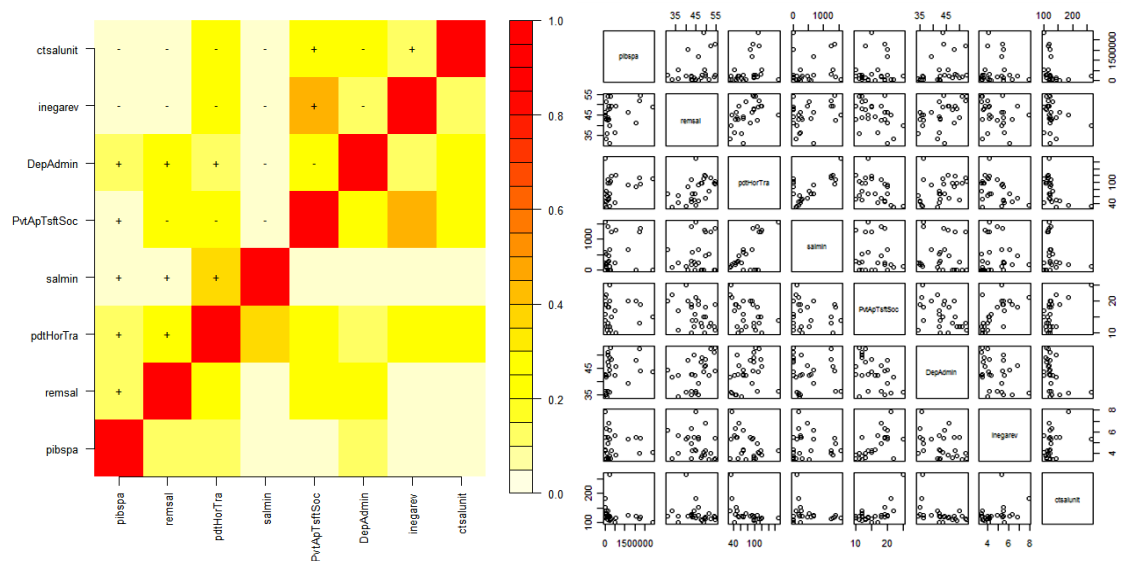 ctsalunit - - - - + - +
inegarev - - - - + -
DepAdmin + + + - -
PvtApTsftSoc + - - -
salmin + + +
pdtHorTra + +
remsal +
pibspa
pibspa remsal pdtHorTra salmin PvtApTsftSoc DepAdmin inegarev ctsalunit
1.0
0.8
0.6
0.4
0.2
0.0
35 45 55 0 1000 35 45 100 200
pibspa 0 1500000
35 45 55 remsal
pdtHorTra 40 100
0 1000 salmin
PvtApTsftSoc 10 20
35 45 DepAdmin
inegarev 4 6 8
100 200 ctsalunit
0 1500000 40 100 10 20 4 6 8